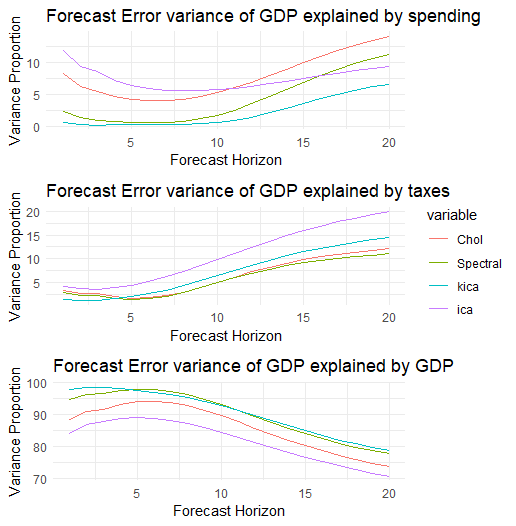 Forecast Error variance of GDP explained by spending
Variance Proportion
10
5
0
5
10
15
20
Forecast Horizon
Forecast Error variance of GDP explained by taxes
Variance Proportion
20
15
10
5
5
10
15
20
Forecast Horizon
variable
Chol
Spectral
kica
ica
Forecast Error variance of GDP explained by GDP
Variance Proportion
100
90
80
70
5
10
15
20
Forecast Horizon